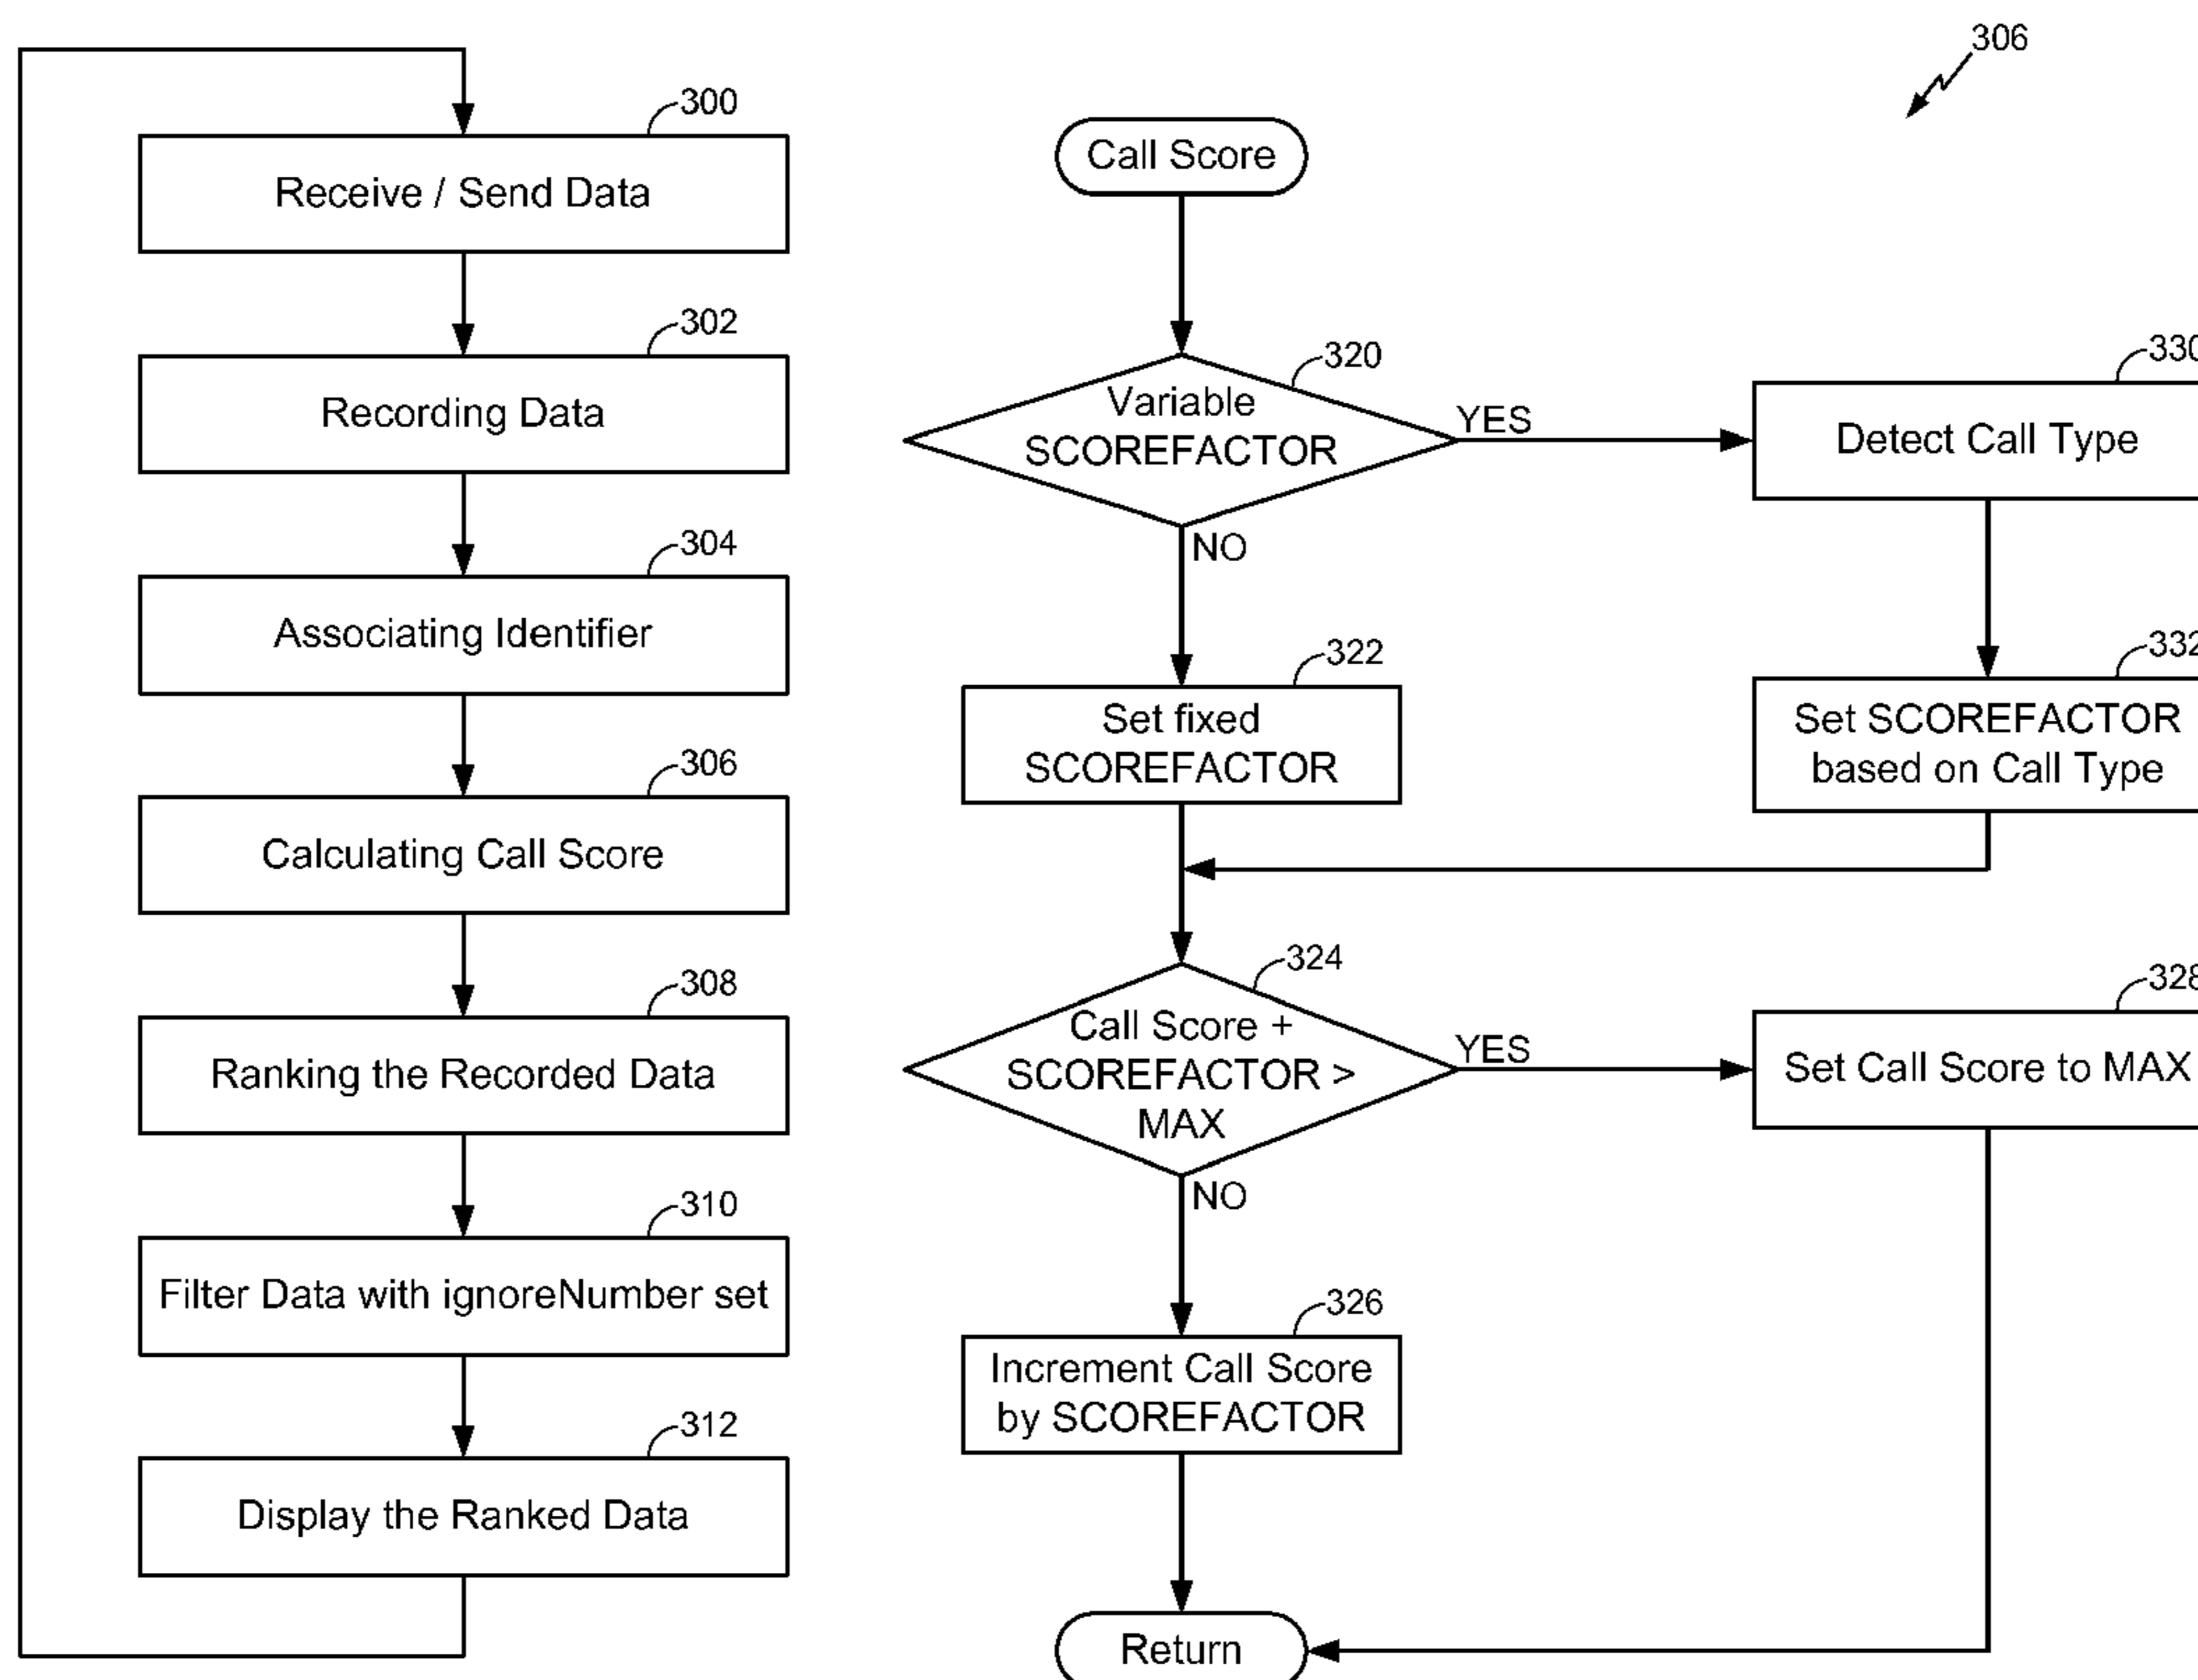 300
Receive / Send Data
302
Recording Data
304
Associating Identifier
306
Calculating Call Score
308
Ranking the Recorded Data
310
Filter Data with ignoreNumber set
312
Display the Ranked Data
306
Call Score
320
Variable
SCOREFACTOR
YES
NO
330
Detect Call Type
322
Set fixed
SCOREFACTOR
332
Set SCOREFACTOR
based on Call Type
324
Call Score +
SCOREFACTOR >
MAX
YES
NO
328
Set Call Score to MAX
326
Increment Call Score
by SCOREFACTOR
Return